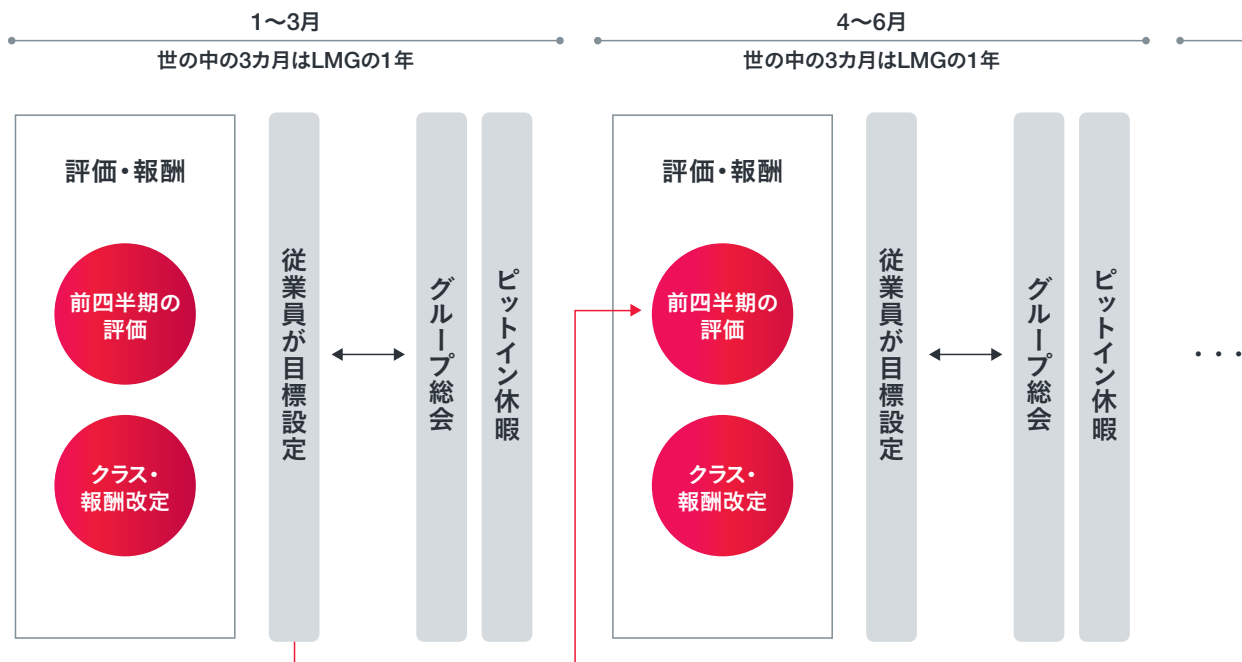 1〜3月
世の中の3カ月はLMGの1年
評価・報酬
前四半期の
評価
クラス・
報酬改定
従業員が目標設定
グループ総会
ピットイン休暇
4〜6月
世の中の3カ月はLMGの1年
評価・報酬
前四半期の
評価
クラス・
報酬改定
従業員が目標設定
グループ総会
ピットイン休暇
・・・